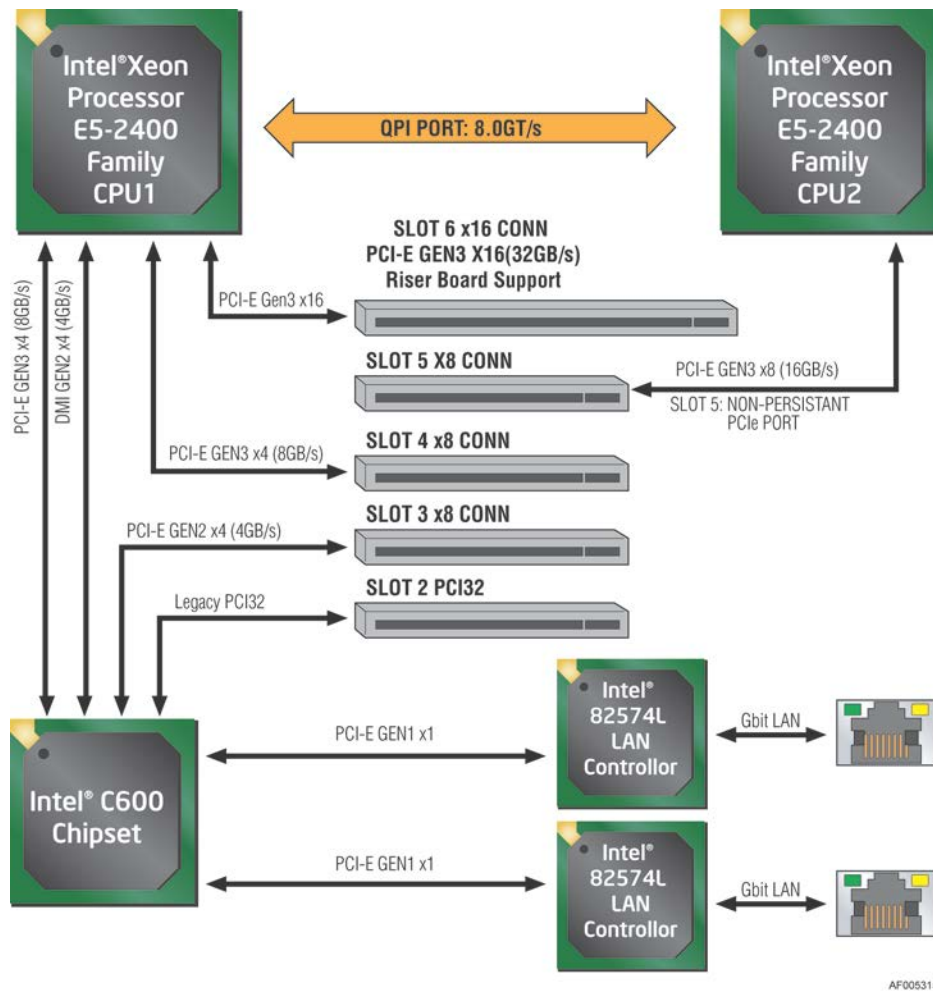 Intel®Xeon
Processor
E5-2400
Family
CPU1
QPI PORT: 8.0GT/s
Intel®Xeon
Processor
E5-2400
Family
CPU2
SLOT 6 x16 CONN
PCI-E GEN3 X16(32GB/s)
Riser Board Support
PCI-E GEN3 x4 (8GB/s)
DMI GEN2 x4 (4GB/s)
PCI-E Gen3 x16
SLOT 5 X8 CONN
PCI-E GEN3 x8 (16GB/s)
SLOT 5: NON-PERSISTANT
PCIe PORT
SLOT 4 x8 CONN
PCI-E GEN3 x4 (8GB/s)
SLOT 3 x8 CONN
PCI-E GEN2 x4 (4GB/s)
SLOT 2 PCI32
Legacy PCI32
Intel® C600
Chipset
PCI-E GEN1 x1
Intel®
82574L
LAN
Controllor
Gbit LAN
PCI-E GEN1 x1
Intel®
82574L
LAN
Controllor
Gbit LAN
AF00531